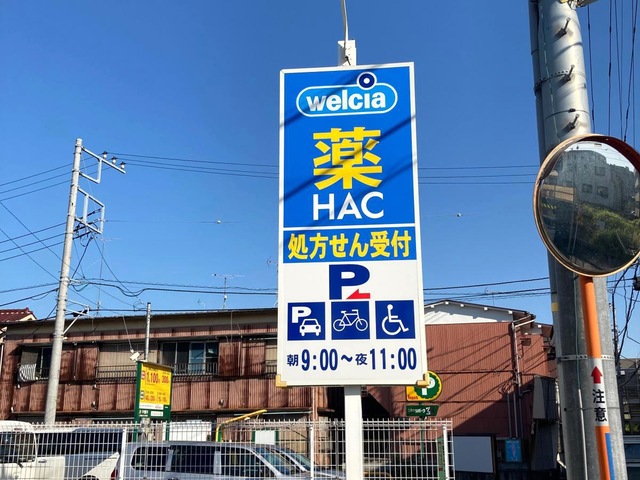 welcia
薬
HAC
処方せん受付
P
P
朝9:00〜夜11:00
注意